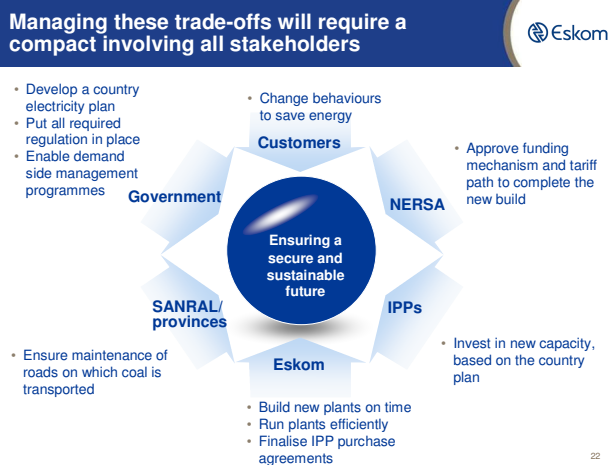 Managing these trade-offs will require a
compact involving all stakeholders
Eskom
• Develop a country
electricity plan
• Put all required
regulation in place
• Enable demand
side management
programmes
Government
• Change behaviours
to save energy
Customers
• Approve funding
mechanism and tariff
path to complete the
new build
NERSA
Ensuring a
secure and
sustainable
future
SANRAL/
provinces
• Ensure maintenance of
roads on which coal is
transported
IPPs
• Invest in new capacity,
based on the country
plan
Eskom
• Build new plants on time
• Run plants efficiently
• Finalise IPP purchase
agreements
22